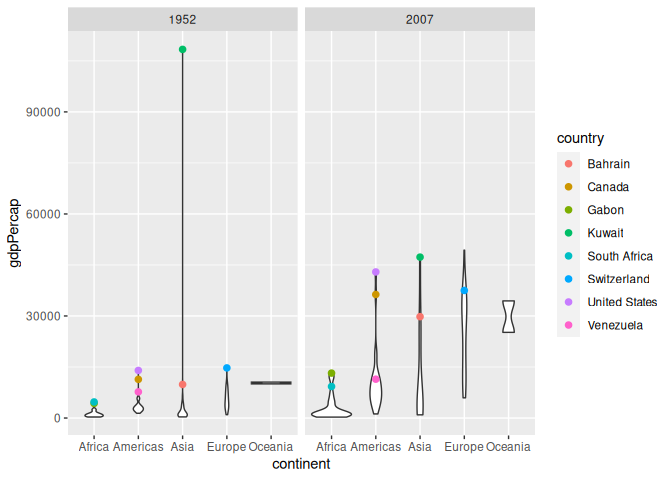 1952 2007
90000
60000
30000
0
gdpPercap
Africa Americas Asia Europe Oceania Africa Americas Asia Europe Oceania
continent
country
Bahrain
Canada
Gabon
Kuwait
South Africa
Switzerland
United States
Venezuela